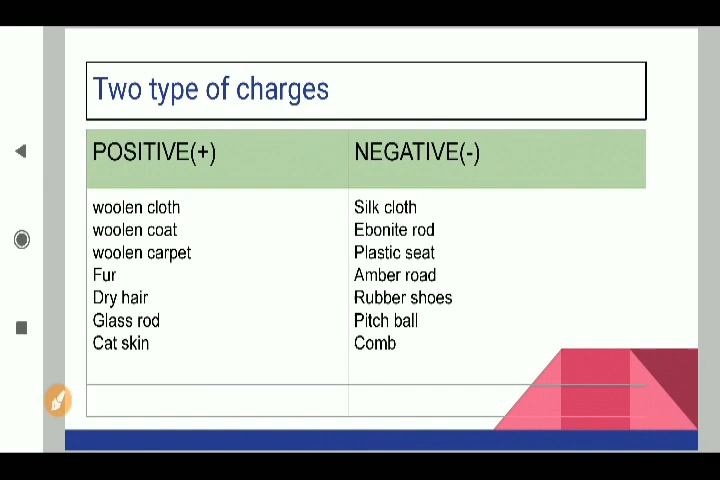 Two type of charges
POSITIVE(+) NEGATIVE(-)
woolen cloth Silk cloth
woolen coat Ebonite rod
woolen carpet Plastic seat
Fur Amber road
Dry hair Rubber shoes
Glass rod Pitch ball
Cat skin Comb